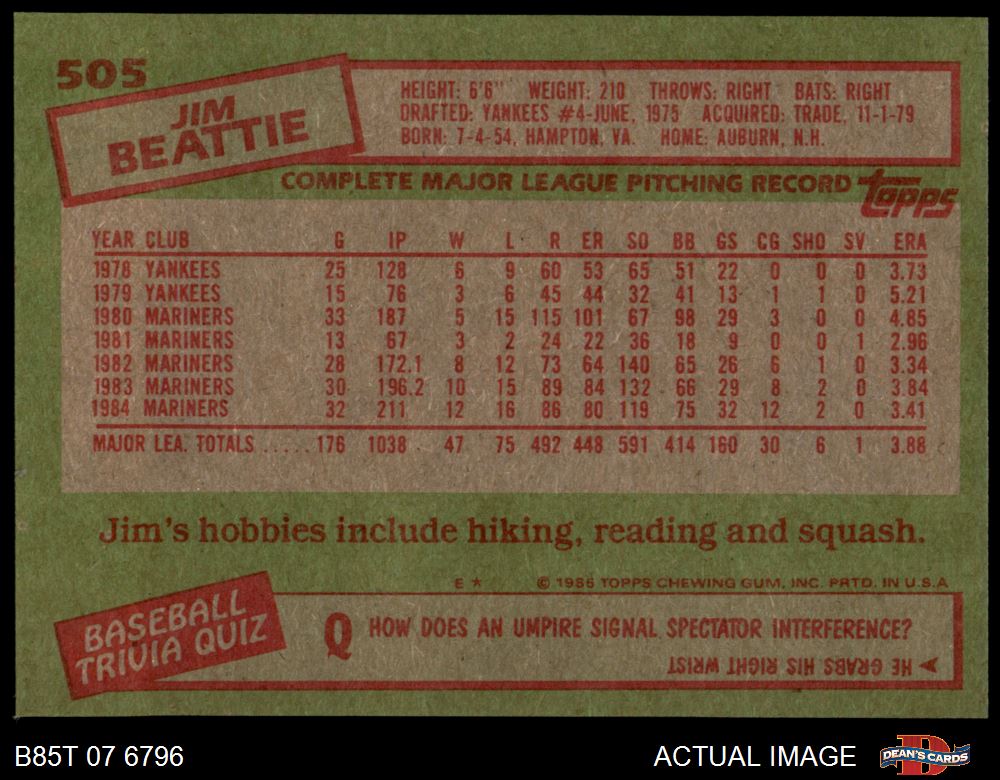 505
JIM
BEATTIE
HEIGHT: 6'6" WEIGHT: 210 THROWS: RIGHT BATS: RIGHT
DRAFTED: YANKEES #4-JUNE, 1975 ACQUIRED: TRADE, 11-1-79
BORN: 7-4-54, HAMPTON, VA. HOME: AUBURN, N.H.
COMPLETE MAJOR LEAGUE PITCHING RECORD topps
YEAR CLUB G IP W L R ER SO BB GS CG SHO SV ERA
1978 YANKEES 25 128 6 9 60 53 65 51 22 0 0 0 3.73
1979 YANKEES 15 76 3 6 45 44 32 41 13 1 1 0 5.21
1980 MARINERS 33 187 5 15 115 101 67 98 29 3 0 0 4.85
1981 MARINERS 13 67 3 2 24 22 36 18 9 0 0 1 2.96
1982 MARINERS 28 172.1 8 12 73 64 140 65 26 6 1 0 3.34
1983 MARINERS 30 196.2 10 15 89 84 132 66 29 8 2 0 3.84
1984 MARINERS 32 211 12 16 86 80 119 75 32 12 2 0 3.41
MAJOR LEA. TOTALS ..... 176 1038 47 75 492 448 591 414 160 30 6 1 3.88
Jim's hobbies include hiking, reading and squash.
E ★ © 1986 TOPPS CHEWING GUM, INC. PRTD. IN U.S.A
BASEBALL
TRIVIA QUIZ
Q HOW DOES AN UMPIRE SIGNAL SPECTATOR INTERFERENCE?
HE GRABS HIS RIGHT WRIST
B85T 07 6796 ACTUAL IMAGE DEAN'S CARDS